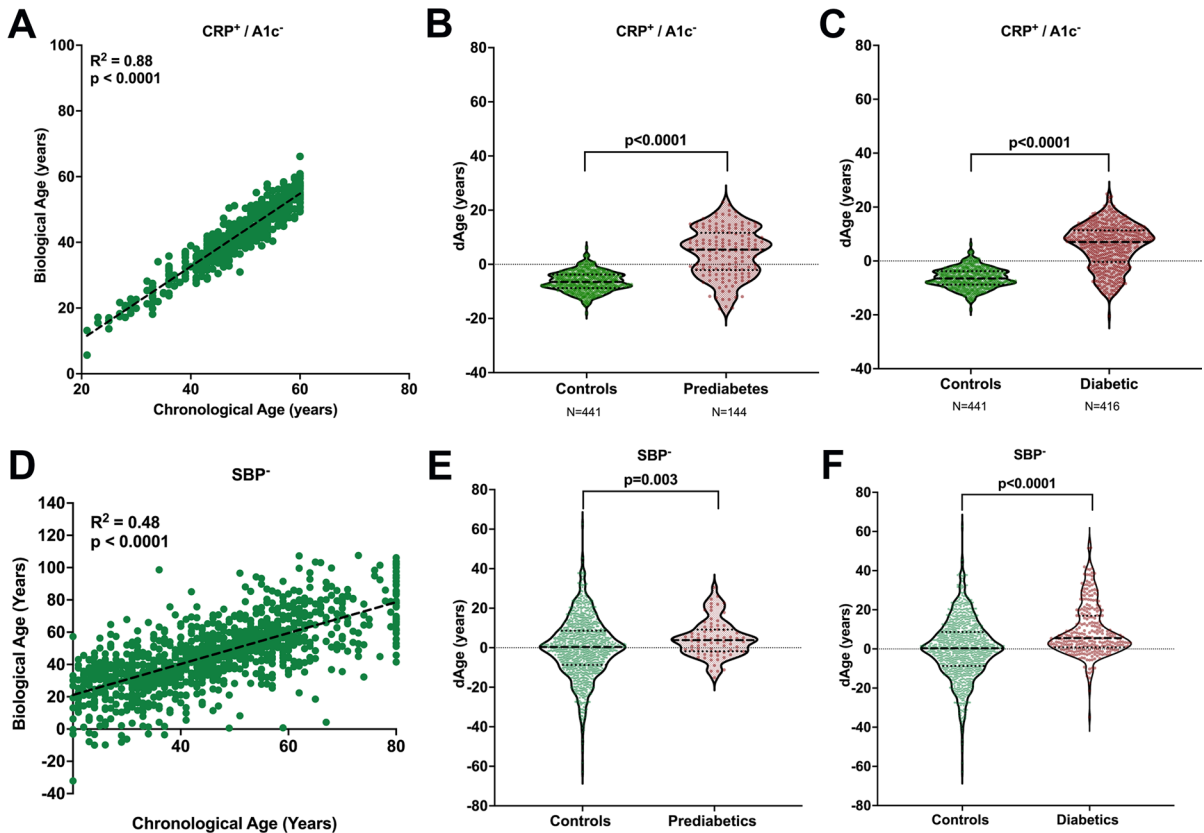 A
CRP⁺ / A1c⁻
R² = 0.88
p < 0.0001
Biological Age (years)
100
80
60
40
20
0
20 40 60 80
Chronological Age (years)
B
CRP⁺ / A1c⁻
p<0.0001
dAge (years)
80
60
40
20
0
-20
-40
Controls Prediabetes
N=441 N=144
C
CRP⁺ / A1c⁻
p<0.0001
dAge (years)
80
60
40
20
0
-20
-40
Controls Diabetic
N=441 N=416
D
SBP⁻
R² = 0.48
p < 0.0001
Biological Age (Years)
140
120
100
80
60
40
20
0
-20
-40
40 60 80
Chronological Age (Years)
E
SBP⁻
p=0.003
dAge (years)
80
60
40
20
0
-20
-40
-60
-80
Controls Prediabetics
F
SBP⁻
p<0.0001
dAge (years)
80
60
40
20
0
-20
-40
-60
-80
Controls Diabetics